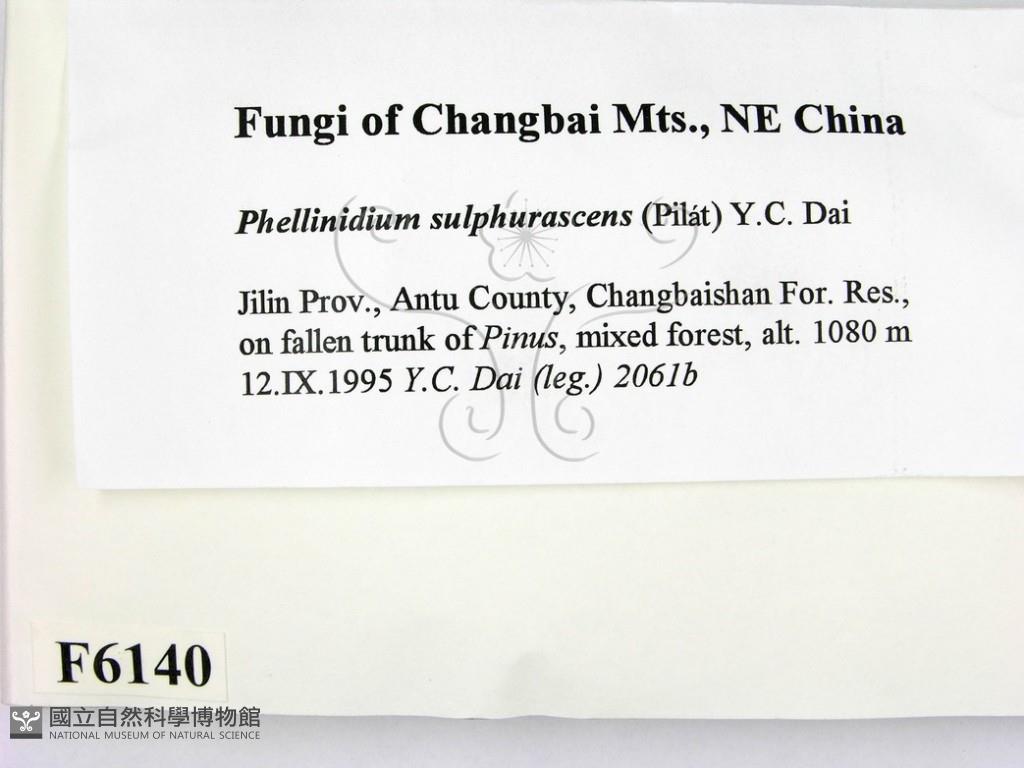 Fungi of Changbai Mts., NE China
Phellinidium sulphurascens (Pilát) Y.C. Dai
Jilin Prov., Antu County, Changbaishan For. Res.,
on fallen trunk of Pinus, mixed forest, alt. 1080 m
12.IX.1995 Y.C. Dai (leg.) 2061b
F6140
國立自然科學博物館
NATIONAL MUSEUM OF NATURAL SCIENCE